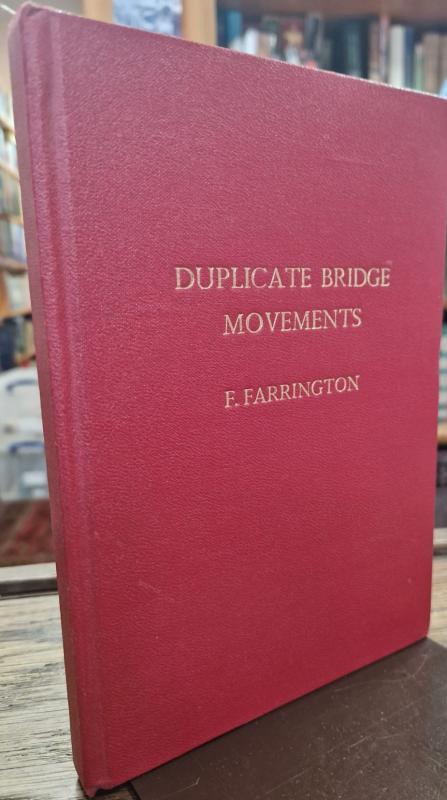 DUPLICATE BRIDGE
MOVEMENTS
F. FARRINGTON